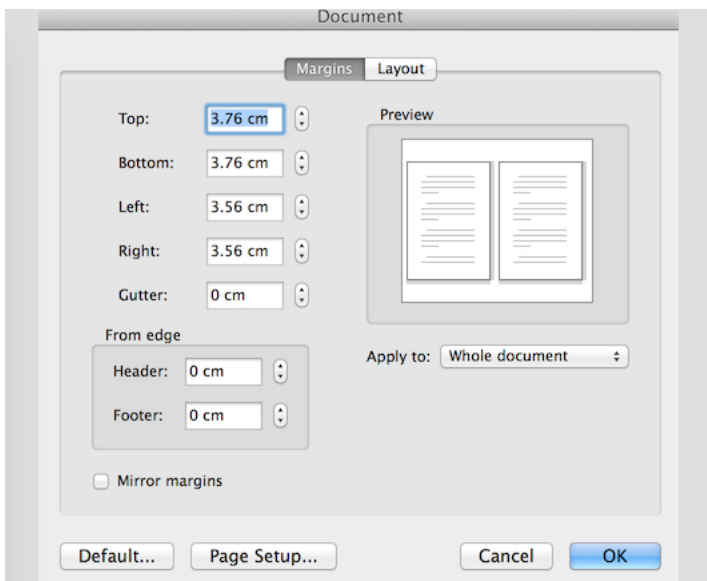 Document
Margins Layout
Top: 3.76 cm
Preview
Bottom: 3.76 cm
Left: 3.56 cm
Right: 3.56 cm
Gutter: 0 cm
From edge
Apply to: Whole document
Header: 0 cm
Footer: 0 cm
Mirror margins
Default... Page Setup... Cancel OK